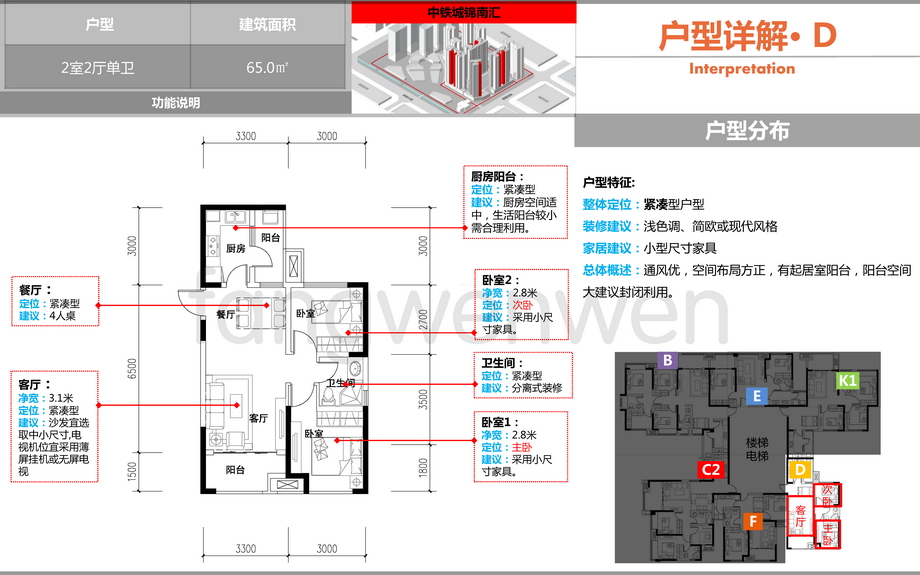 户型
建筑面积
2室2厅单卫
65.0㎡
功能说明
中铁城锦南汇
户型详解• D
Interpretation
户型分布
户型特征:
整体定位：紧凑型户型
装修建议：浅色调、简欧或现代风格
家居建议：小型尺寸家具
总体概述：通风优，空间布局方正，有起居室阳台，阳台空间
大建议封闭利用。
3300
3000
厨房阳台：
定位：紧凑型
建议：厨房空间适
中，生活阳台较小
需合理利用。
卧室2：
净宽：2.8米
定位：次卧
建议：采用小尺
寸家具。
卫生间：
定位：紧凑型
建议：分离式装修
卧室1：
净宽：2.8米
定位：主卧
建议：采用小尺
寸家具。
餐厅：
定位：紧凑型
建议：4人桌
客厅：
净宽：3.1米
定位：紧凑型
建议：沙发宜选
取中小尺寸,电
视机位宜采用薄
屏挂机或无屏电
视
3000
6500
1500
3000
2700
3500
1800
厨房
阳台
餐厅
卧室
卫生间
客厅
卧室
阳台
3300
3000
fangwenwen
B
E
K1
楼梯
电梯
C2
D
F
次卧
客厅
主卧